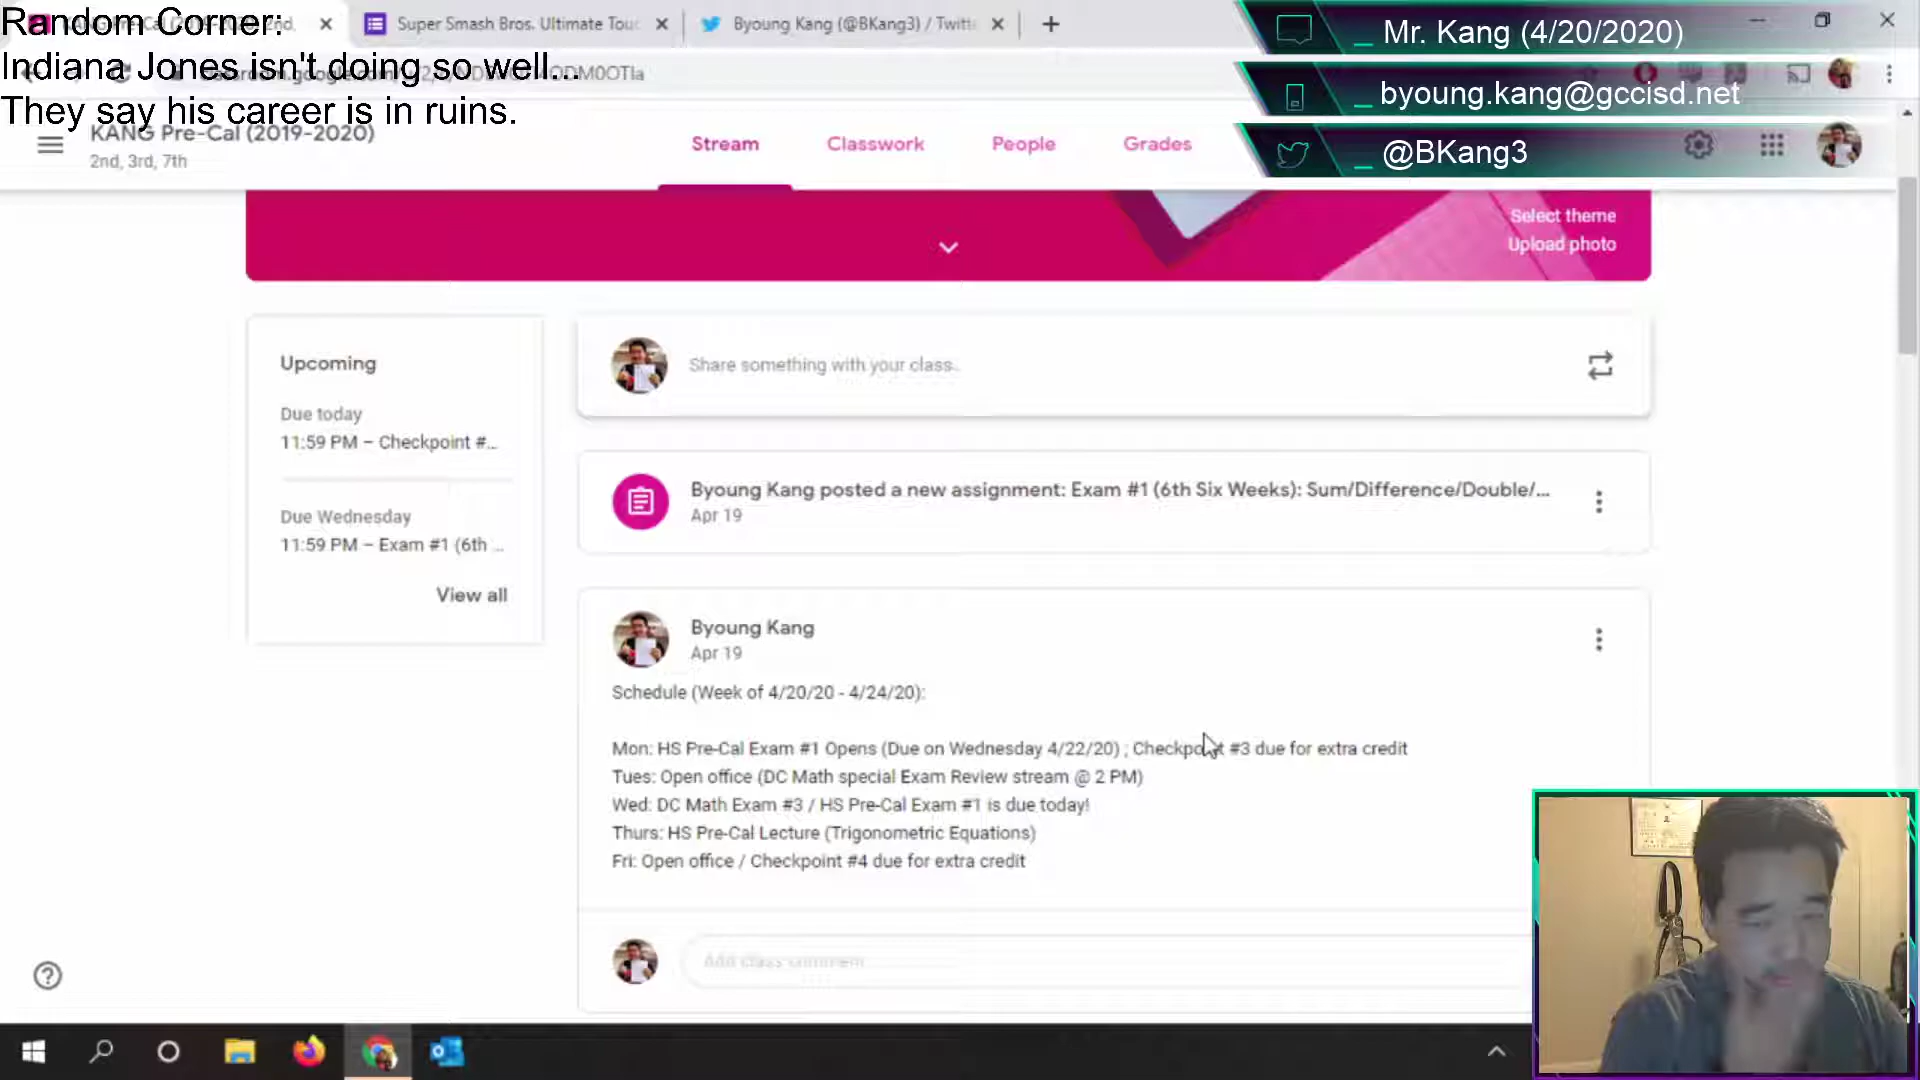 Random Corner:
Indiana Jones isn't doing so well...
They say his career is in ruins.
Super Smash Bros. Ultimate Tou
Byoung Kang (@BKang3) / Twitt
Mr. Kang (4/20/2020)
byoung.kang@gccisd.net
@BKang3
KANG Pre-Cal (2019-2020)
2nd, 3rd, 7th
Stream
Classwork
People
Grades
Select theme
Upload photo
Upcoming
Due today
11:59 PM – Checkpoint #...
Due Wednesday
11:59 PM – Exam #1 (6th ...
View all
Share something with your class...
Byoung Kang posted a new assignment: Exam #1 (6th Six Weeks): Sum/Difference/Double/...
Apr 19
Byoung Kang
Apr 19
Schedule (Week of 4/20/20 - 4/24/20):
Mon: HS Pre-Cal Exam #1 Opens (Due on Wednesday 4/22/20) ; Checkpoint #3 due for extra credit
Tues: Open office (DC Math special Exam Review stream @ 2 PM)
Wed: DC Math Exam #3 / HS Pre-Cal Exam #1 is due today!
Thurs: HS Pre-Cal Lecture (Trigonometric Equations)
Fri: Open office / Checkpoint #4 due for extra credit
Add class comment...